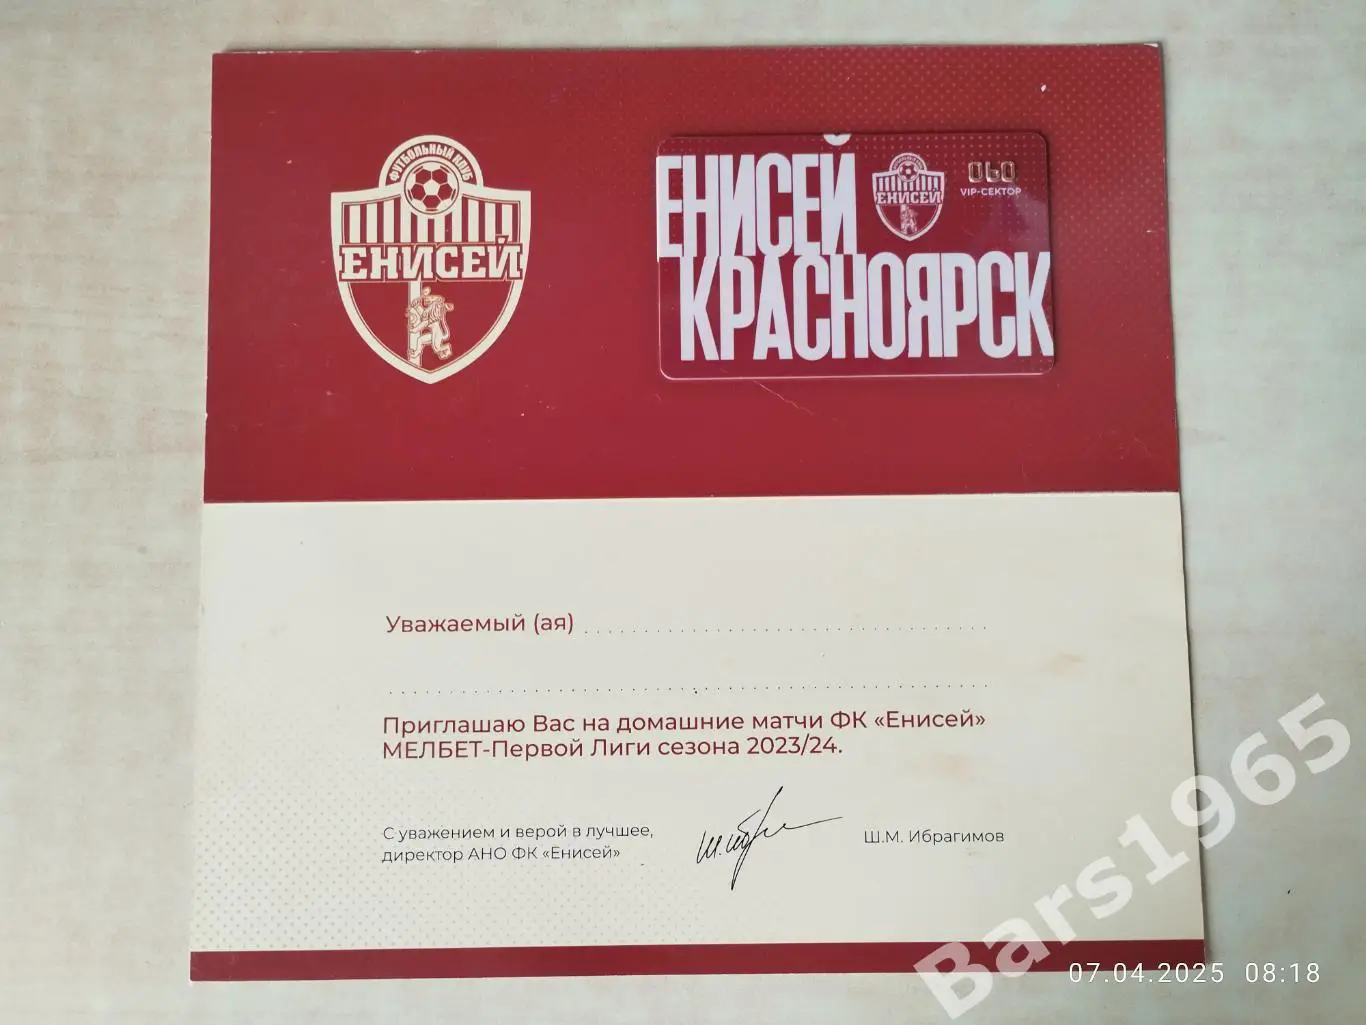 ФУТБОЛЬНЫЙ КЛУБ
ЕНИСЕЙ
ЕНИСЕЙ
КРАСНОЯРСК
ЕНИСЕЙ
060
VIP-СЕКТОР
Уважаемый (ая)
Приглашаю Вас на домашние матчи ФК «Енисей»
МЕЛБЕТ-Первой Лиги сезона 2023/24.
С уважением и верой в лучшее,
директор АНО ФК «Енисей»
Ш.М. Ибрагимов
Bars1965
07.04.2025 08:18